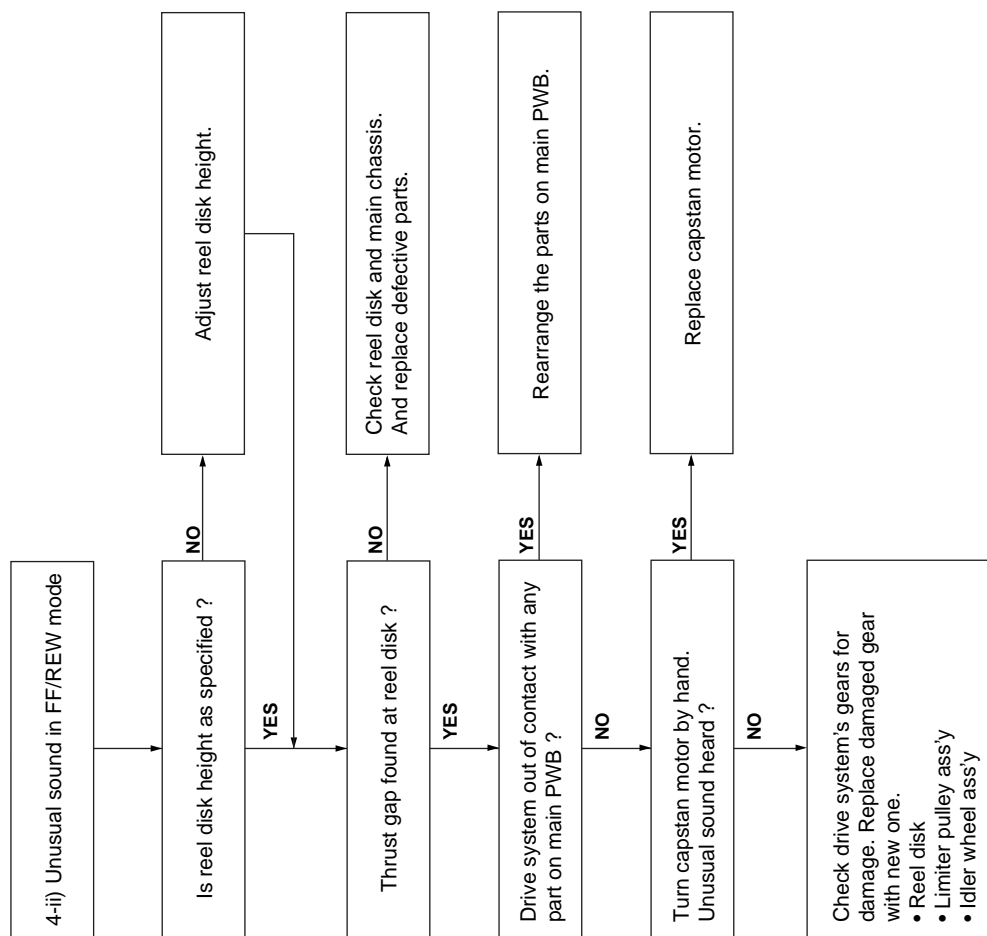 4-ii) Unusual sound in FF/REW mode
Is reel disk height as specified ?
NO
Adjust reel disk height.
YES
Thrust gap found at reel disk ?
NO
Check reel disk and main chassis.
And replace defective parts.
YES
Drive system out of contact with any
part on main PWB ?
YES
Rearrange the parts on main PWB.
NO
Turn capstan motor by hand.
Unusual sound heard ?
YES
Replace capstan motor.
NO
Check drive system's gears for
damage. Replace damaged gear
with new one.
• Reel disk
• Limiter pulley ass'y
• Idler wheel ass'y